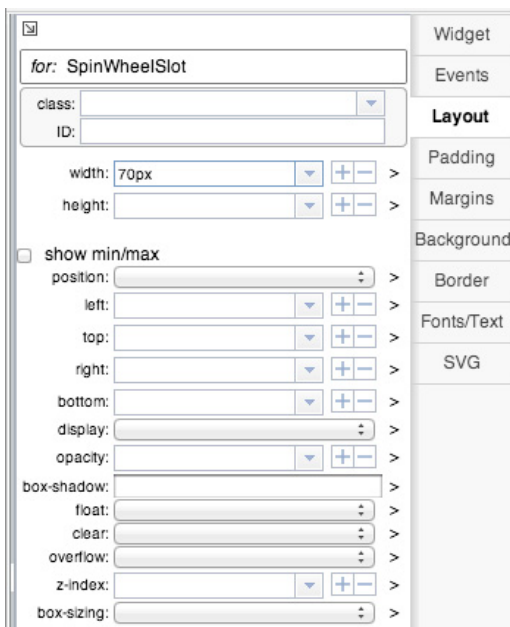 for: SpinWheelSlot
class:
ID:
width: 70px >
height: >
show min/max
position: >
left: >
top: >
right: >
bottom: >
display: >
opacity: >
box-shadow: >
float: >
clear: >
overflow: >
z-index: >
box-sizing: >
Widget
Events
Layout
Padding
Margins
Background
Border
Fonts/Text
SVG